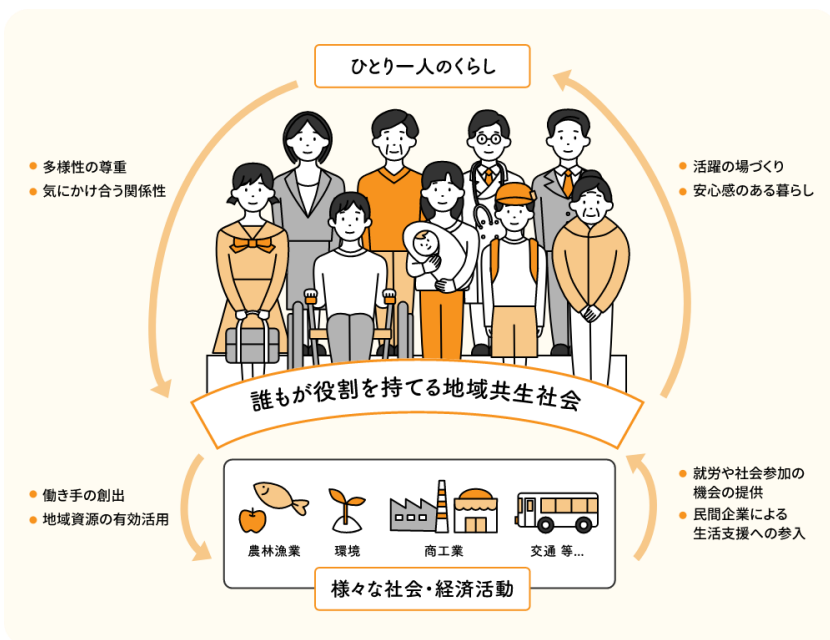 ひとり一人のくらし
多様性の尊重
気にかけ合う関係性
活躍の場づくり
安心感のある暮らし
誰もが役割を持てる地域共生社会
働き手の創出
地域資源の有効活用
就労や社会参加の
機会の提供
民間企業による
生活支援への参入
農林漁業
環境
商工業
交通 等...
様々な社会・経済活動